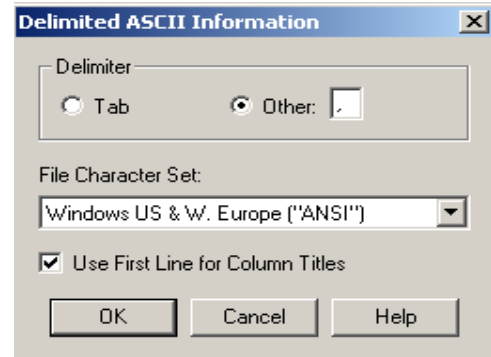 Delimited ASCII Information
Delimiter
Tab Other: ,
File Character Set:
Windows US & W. Europe ("ANSI")
Use First Line for Column Titles
OK Cancel Help